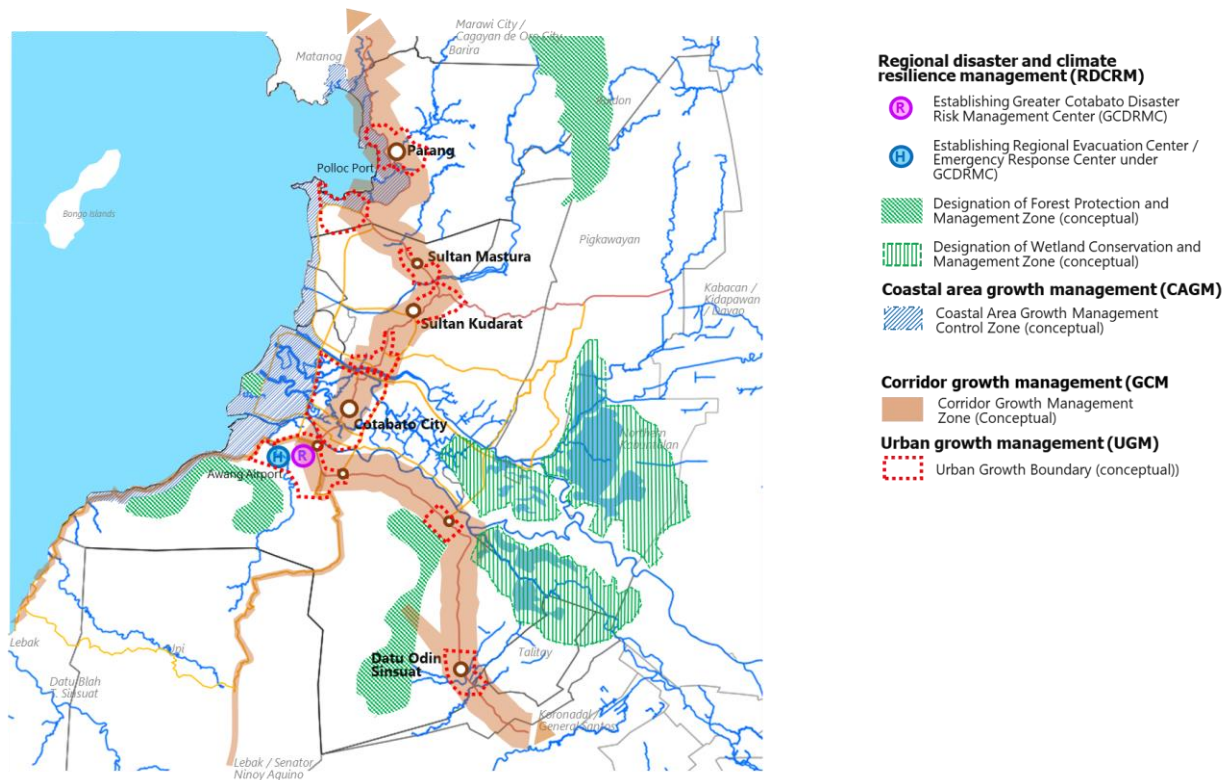 Marawi City /
Cagayan de Oro City
Barira
Matanog
Parang
Polloc Port
Bongo Islands
Sultan Mastura
Pigkawayan
Kabacan /
Kidapawan
/ Davao
Sultan Kudarat
Cotabato City
Northern
Kabuntalan
H
R
Awang Airport
Lebak
Upi
Datu Blah
T. Sinsuat
Datu Odin
Sinsuat
Talitay
Koronadal /
General Santos
Lebak / Senator
Ninoy Aquino
Regional disaster and climate
resilience management (RDCRM)
R
Establishing Greater Cotabato Disaster
Risk Management Center (GCDRMC)
H
Establishing Regional Evacuation Center /
Emergency Response Center under
GCDRMC)
Designation of Forest Protection and
Management Zone (conceptual)
Designation of Wetland Conservation and
Management Zone (conceptual)
Coastal area growth management (CAGM)
Coastal Area Growth Management
Control Zone (conceptual)
Corridor growth management (GCM
Corridor Growth Management
Zone (Conceptual)
Urban growth management (UGM)
Urban Growth Boundary (conceptual))